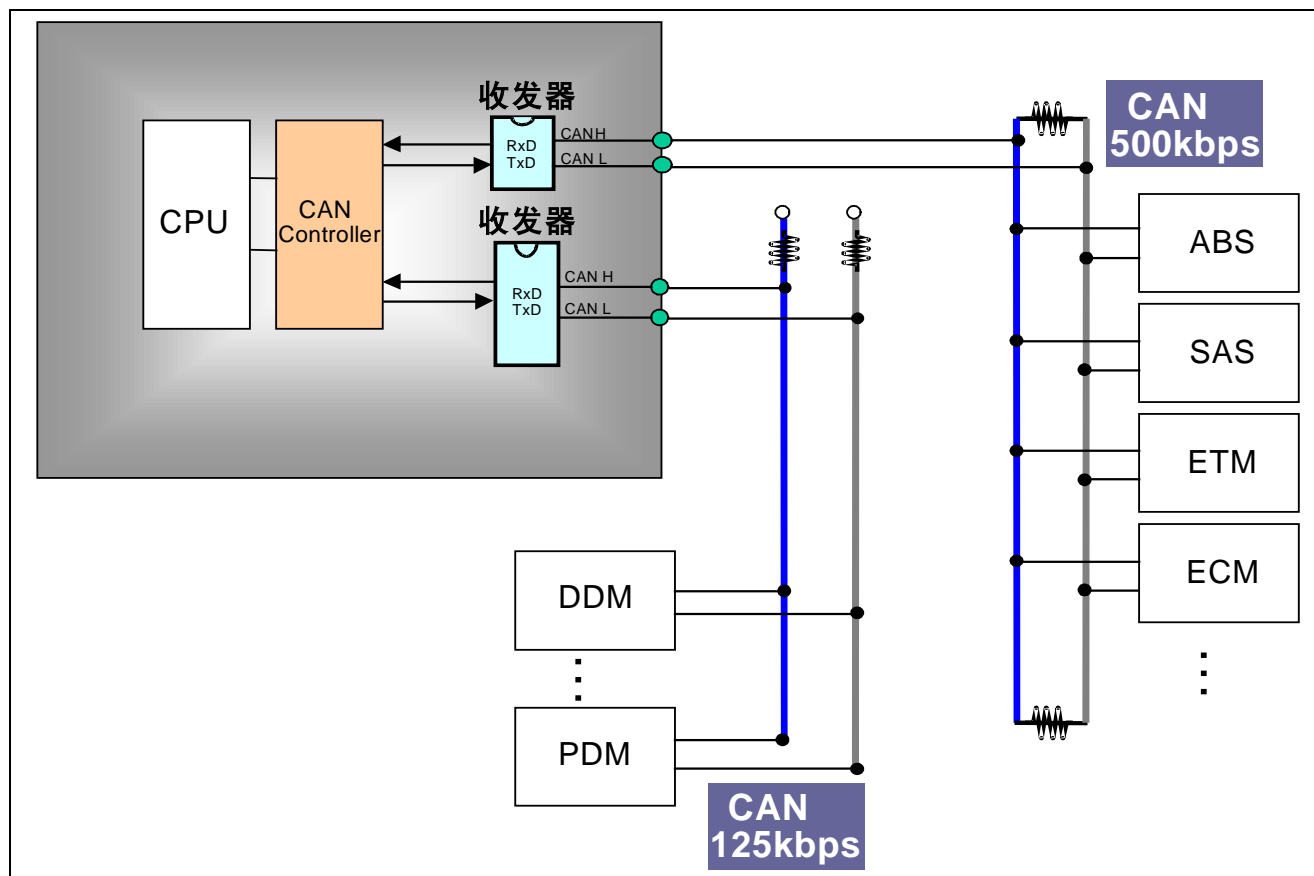 收发器
RxD
TxD
CANH
CAN L
CPU
CAN
Controller
收发器
RxD
TxD
CAN H
CAN L
CAN
500kbps
ABS
SAS
ETM
ECM
DDM
PDM
CAN
125kbps